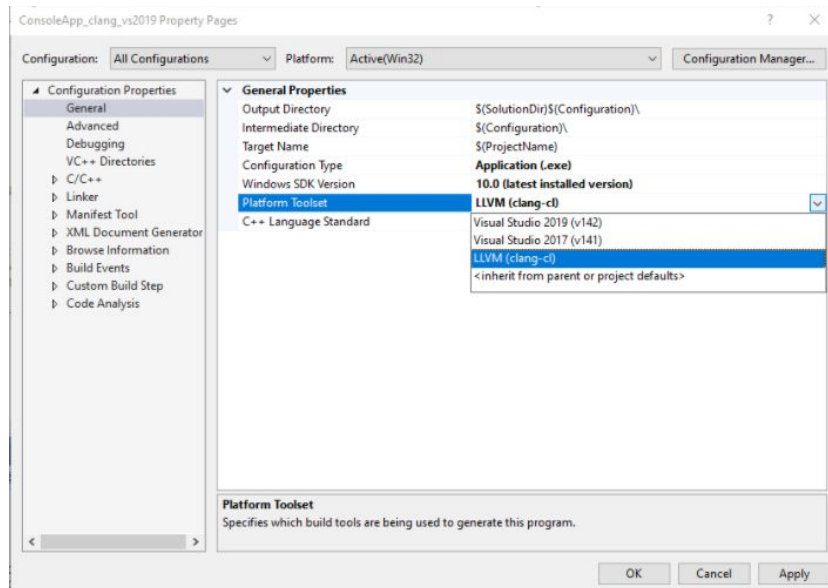 ConsoleApp_clang_vs2019 Property Pages
Configuration: All Configurations Platform: Active(Win32) Configuration Manager...
Configuration Properties
General
Advanced
Debugging
VC++ Directories
C/C++
Linker
Manifest Tool
XML Document Generator
Browse Information
Build Events
Custom Build Step
Code Analysis
General Properties
Output Directory $(SolutionDir)$(Configuration)\
Intermediate Directory $(Configuration)\
Target Name $(ProjectName)
Configuration Type Application (.exe)
Windows SDK Version 10.0 (latest installed version)
Platform Toolset LLVM (clang-cl)
C++ Language Standard
Visual Studio 2019 (v142)
Visual Studio 2017 (v141)
LLVM (clang-cl)
<inherit from parent or project defaults>
Platform Toolset
Specifies which build tools are being used to generate this program.
OK Cancel Apply